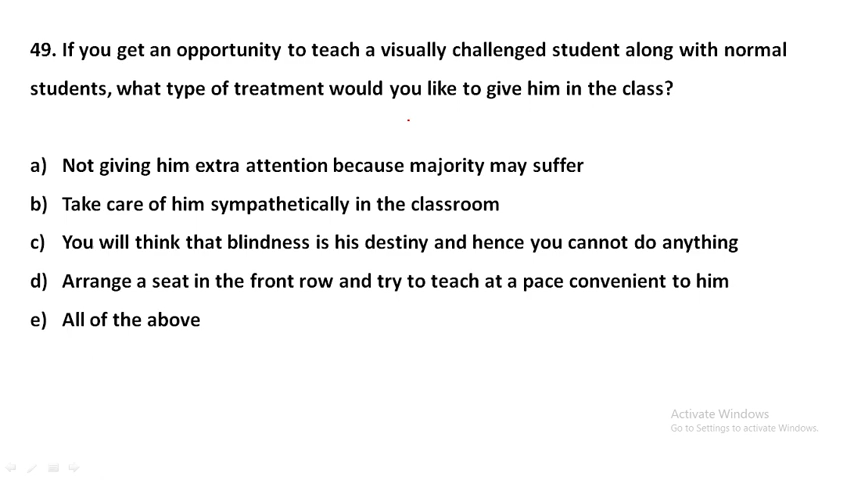 49. If you get an opportunity to teach a visually challenged student along with normal
students, what type of treatment would you like to give him in the class?
a) Not giving him extra attention because majority may suffer
b) Take care of him sympathetically in the classroom
c) You will think that blindness is his destiny and hence you cannot do anything
d) Arrange a seat in the front row and try to teach at a pace convenient to him
e) All of the above
Activate Windows
Go to Settings to activate Windows.